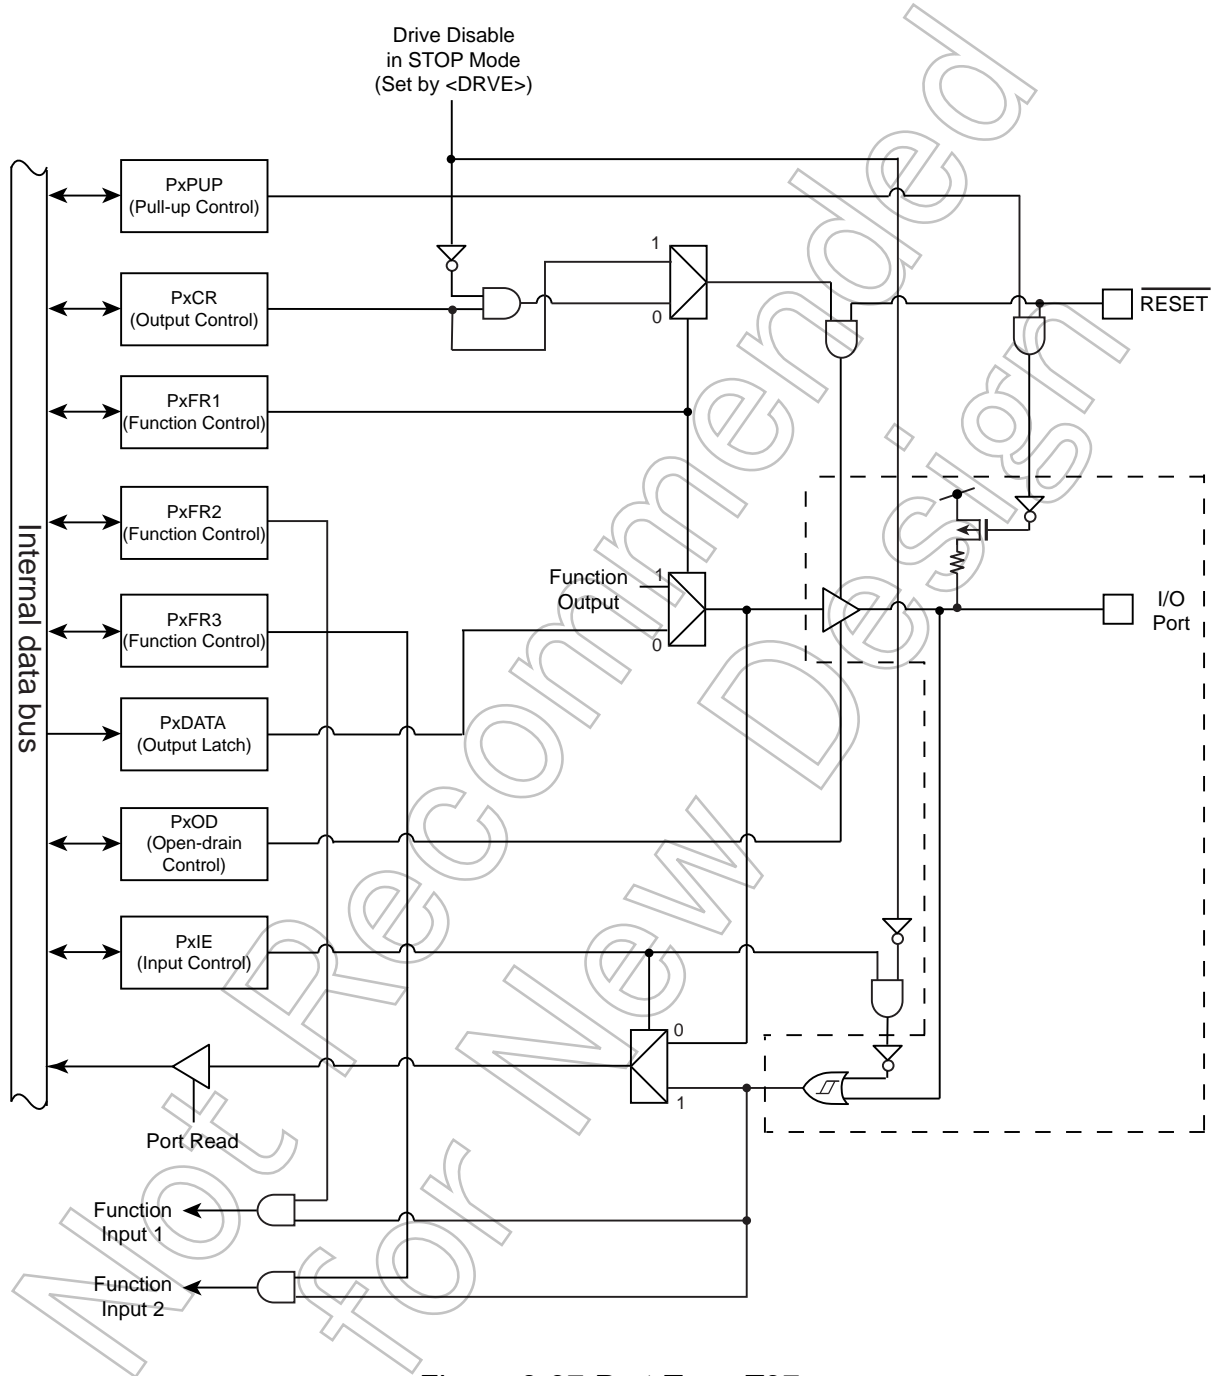 Drive Disable
in STOP Mode
(Set by <DRVE>)
PxPUP
(Pull-up Control)
1
PxCR
(Output Control)
0
RESET
PxFR1
(Function Control)
Internal data bus
PxFR2
(Function Control)
Function
Output
1
0
I/O
Port
PxFR3
(Function Control)
PxDATA
(Output Latch)
PxOD
(Open-drain
Control)
PxIE
(Input Control)
0
1
Port Read
Function
Input 1
Function
Input 2
Not Recommended
for New Design